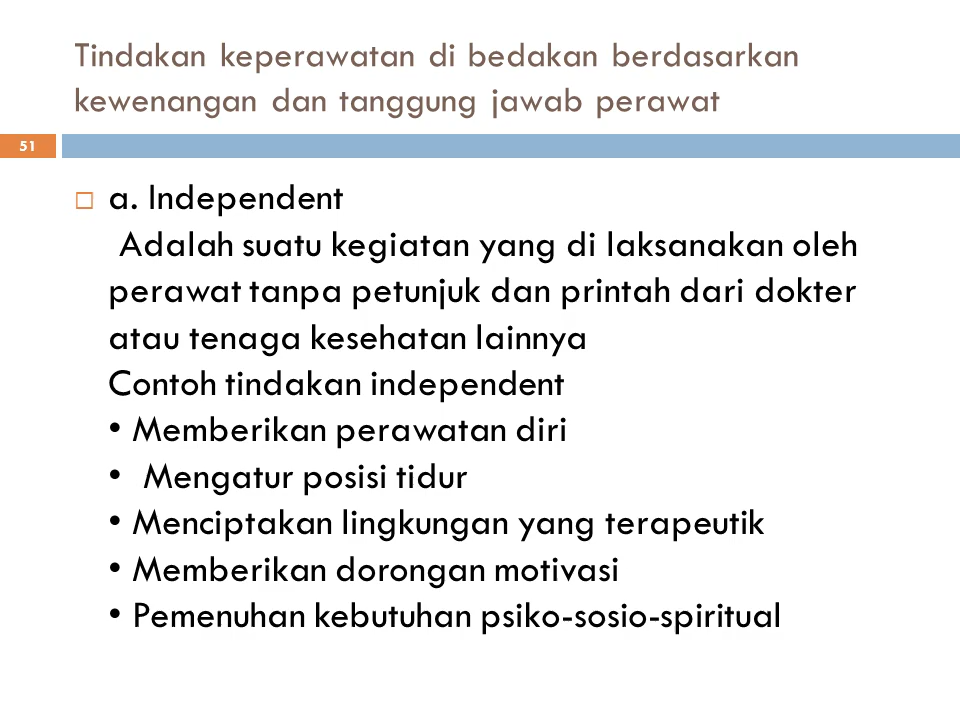 Tindakan keperawatan di bedakan berdasarkan
kewenangan dan tanggung jawab perawat
51
a. Independent
Adalah suatu kegiatan yang di laksanakan oleh
perawat tanpa petunjuk dan printah dari dokter
atau tenaga kesehatan lainnya
Contoh tindakan independent
• Memberikan perawatan diri
• Mengatur posisi tidur
• Menciptakan lingkungan yang terapeutik
• Memberikan dorongan motivasi
• Pemenuhan kebutuhan psiko-sosio-spiritual